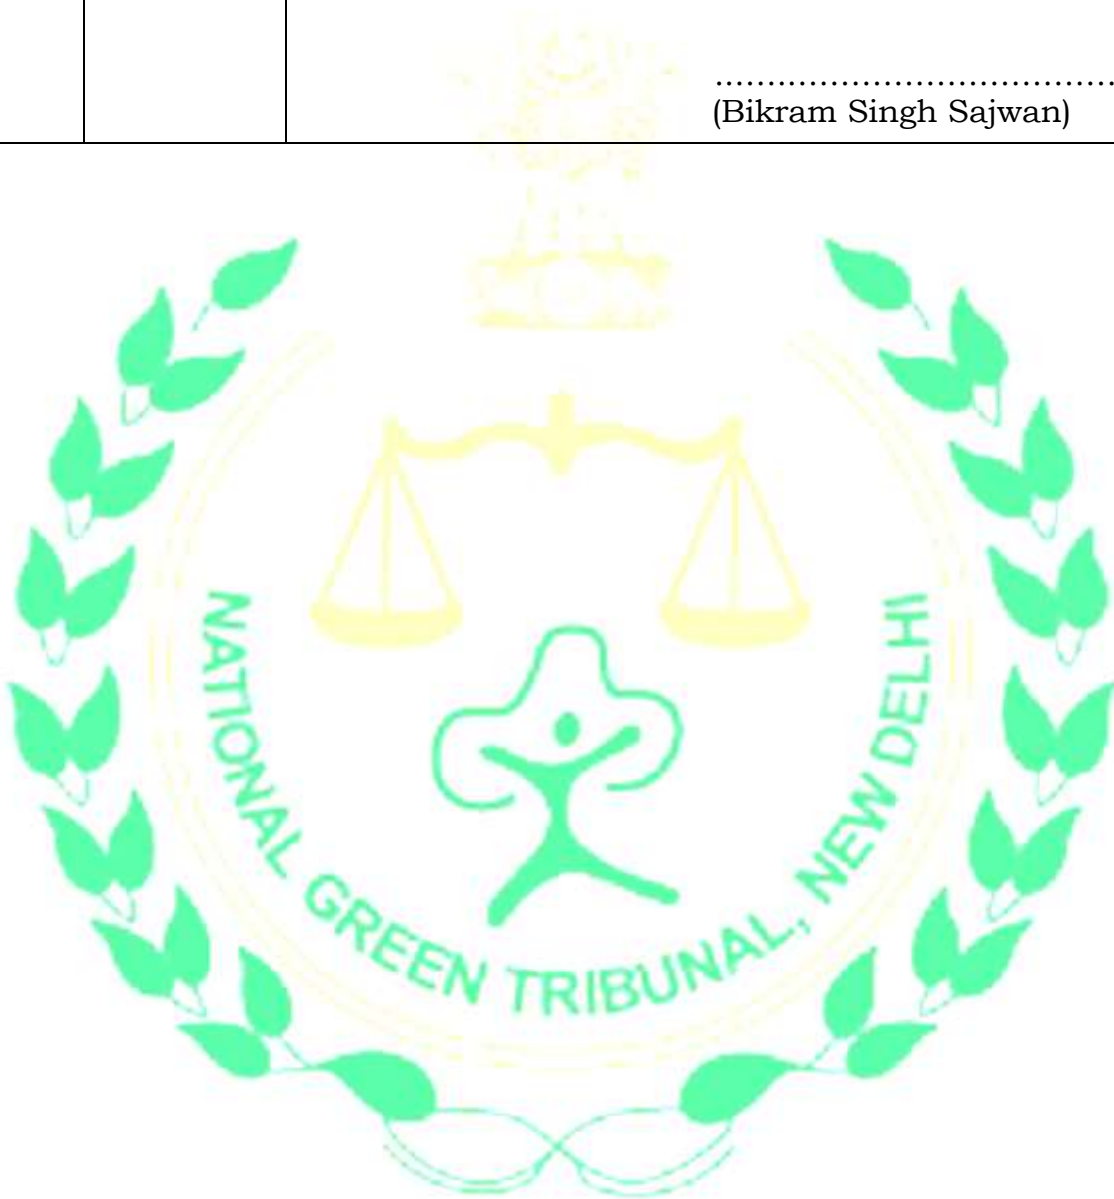 .......................................
(Bikram Singh Sajwan)
NATIONAL GREEN TRIBUNAL, NEW DELHI